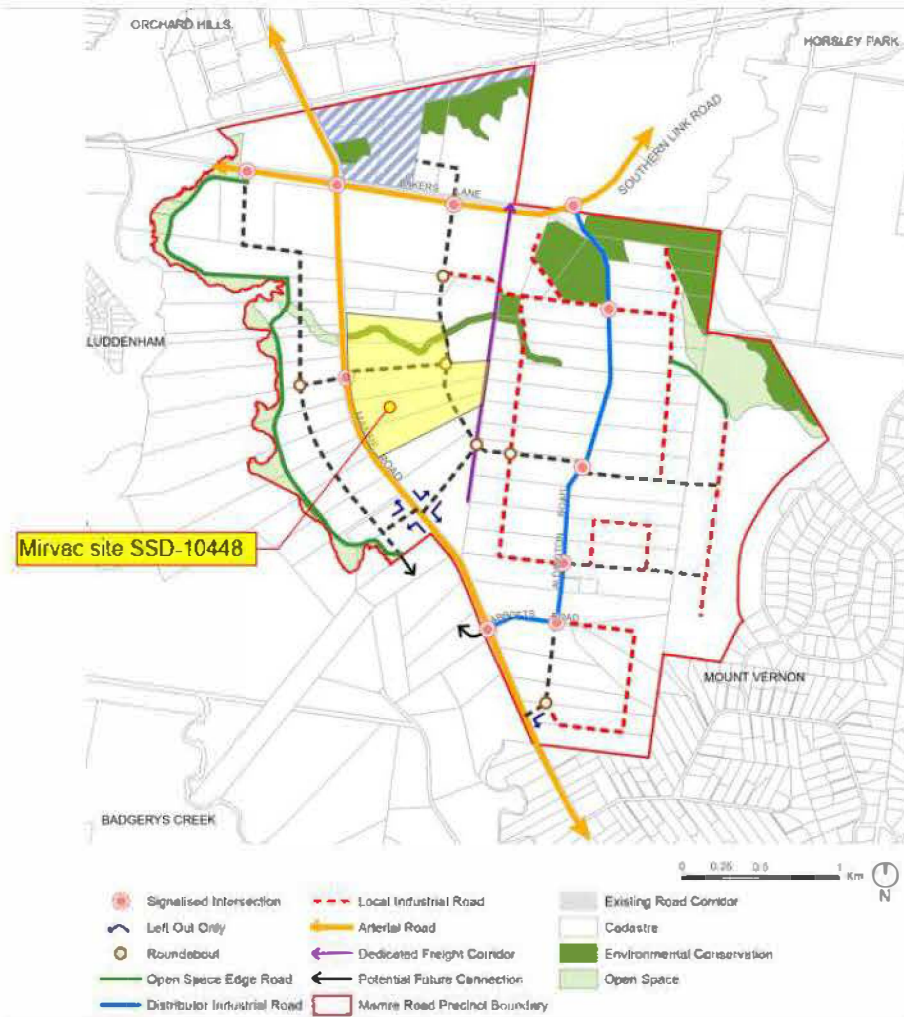 ORCHARD HILLS
HORSLEY PARK
SOUTHERN LINK ROAD
BAKERS LANE
LUDDENHAM
MAMRE ROAD
Mirvac site SSD-10448
ALDINGTON ROAD
ABBOTTS ROAD
MOUNT VERNON
BADGERYS CREEK
0 0.25 0.5 1 Km
N
Signalised Intersection
Left Out Only
Roundabout
Open Space Edge Road
Distributor Industrial Road
Local Industrial Road
Arterial Road
Dedicated Freight Corridor
Potential Future Connection
Mamre Road Precinct Boundary
Existing Road Corridor
Cadastre
Environmental Conservation
Open Space